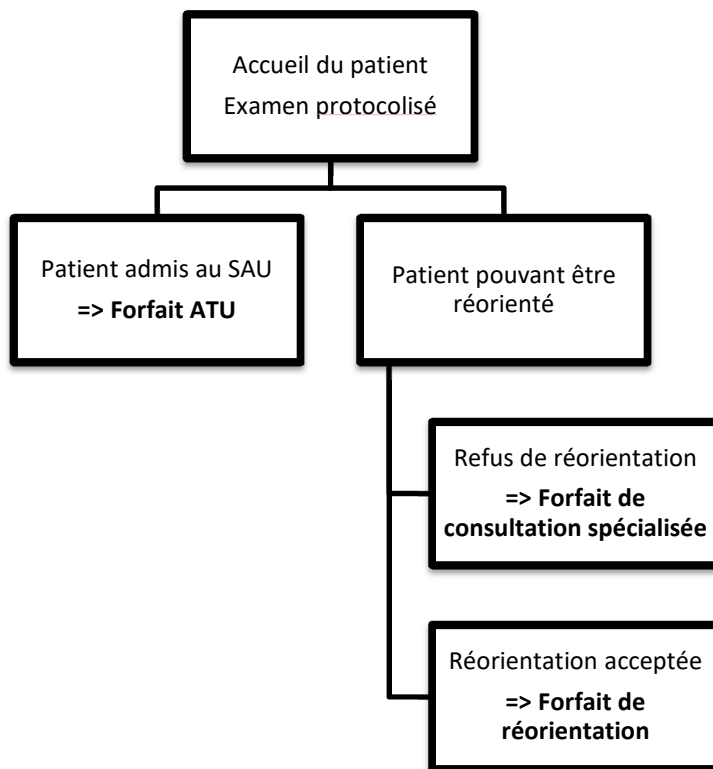 Accueil du patient
Examen protocolisé
Patient admis au SAU
=> Forfait ATU
Patient pouvant être
réorienté
Refus de réorientation
=> Forfait de
consultation spécialisée
Réorientation acceptée
=> Forfait de
réorientation